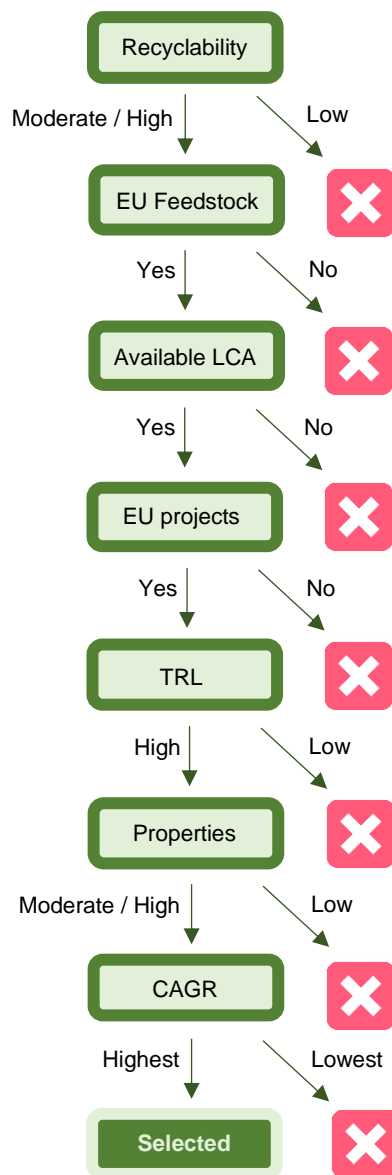 Recyclability
Moderate / High
Low
EU Feedstock
Yes
No
Available LCA
Yes
No
EU projects
Yes
No
TRL
High
Low
Properties
Moderate / High
Low
CAGR
Highest
Lowest
Selected